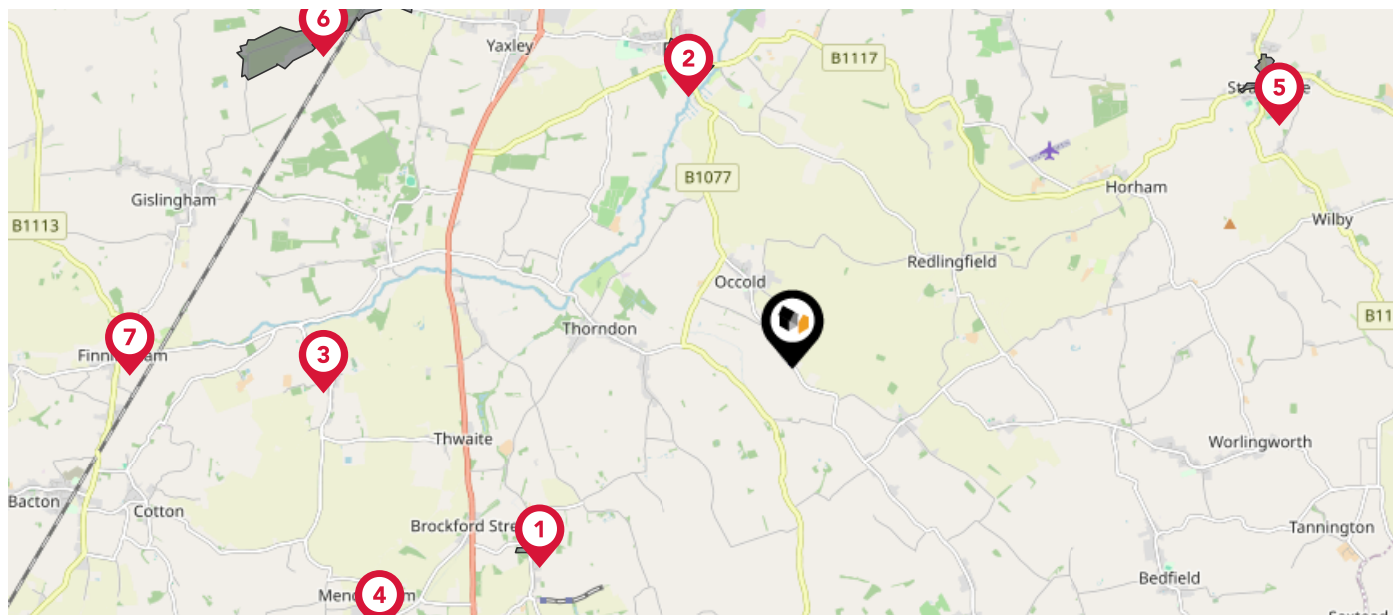 6
Yaxley
2
B1117
5
B1077
Gislingham
Horham
B1113
Wilby
Redlingfield
Occold
B11
7
3
Thorndon
Thwaite
Worlingworth
Bacton
Cotton
Brockford
1
Tannington
4
Bedfield